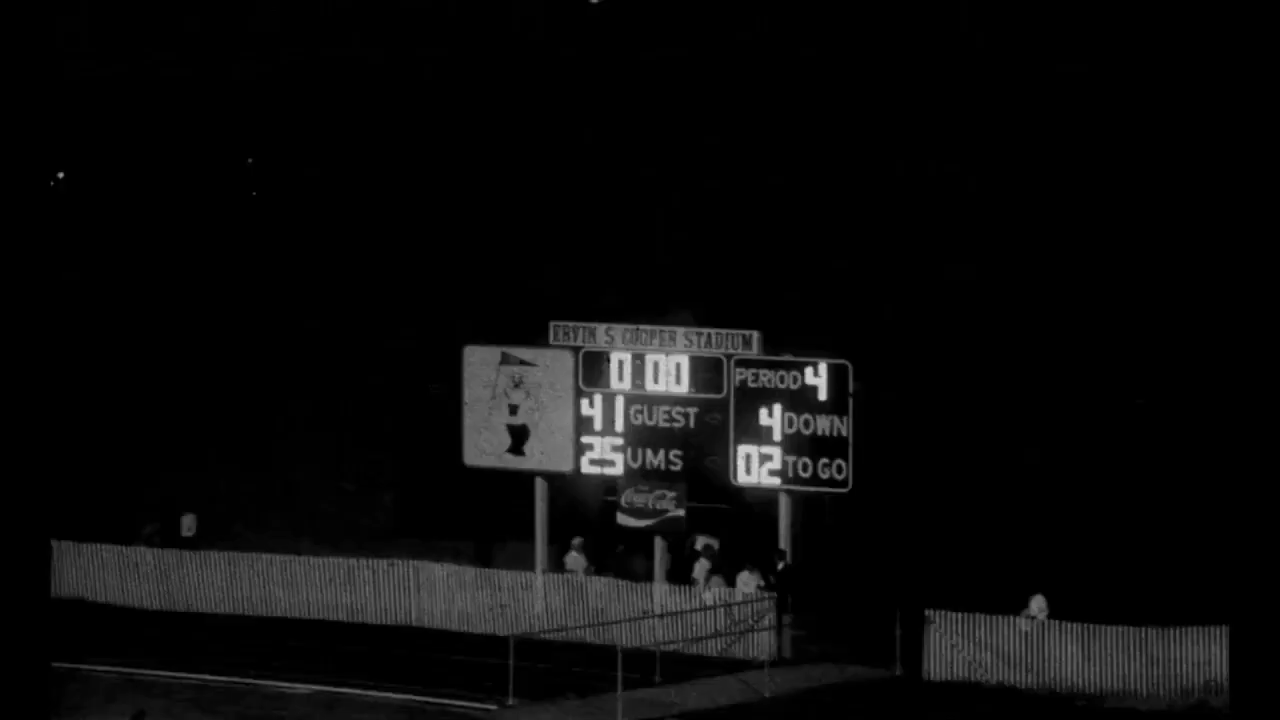 ERVIN S COOPER STADIUM
0:00
41 GUEST
25 UMS
PERIOD 4
4 DOWN
02 TO GO
Coca-Cola